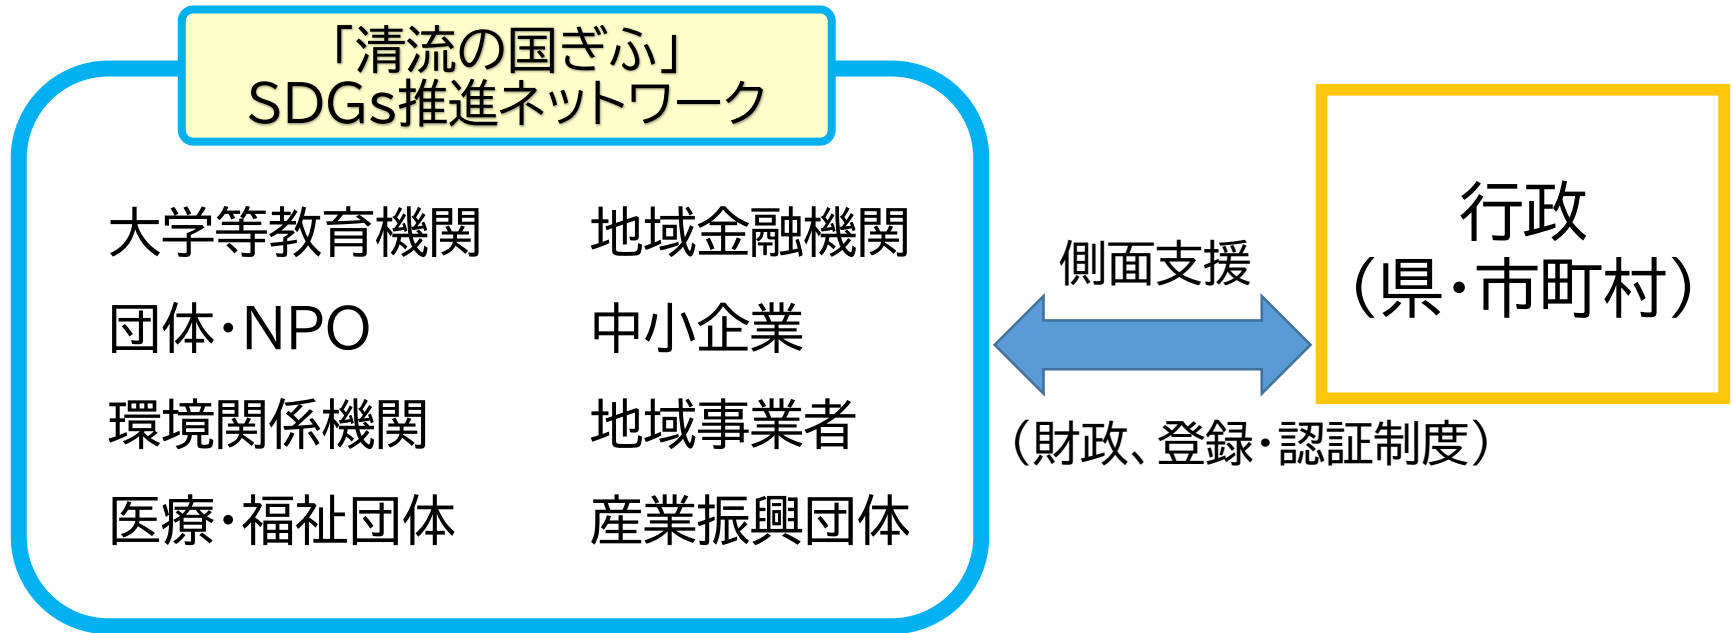 「清流の国ぎふ」
SDGs推進ネットワーク
大学等教育機関
地域金融機関
団体・NPO
中小企業
環境関係機関
地域事業者
医療・福祉団体
産業振興団体
側面支援
(財政、登録・認証制度)
行政
(県・市町村)